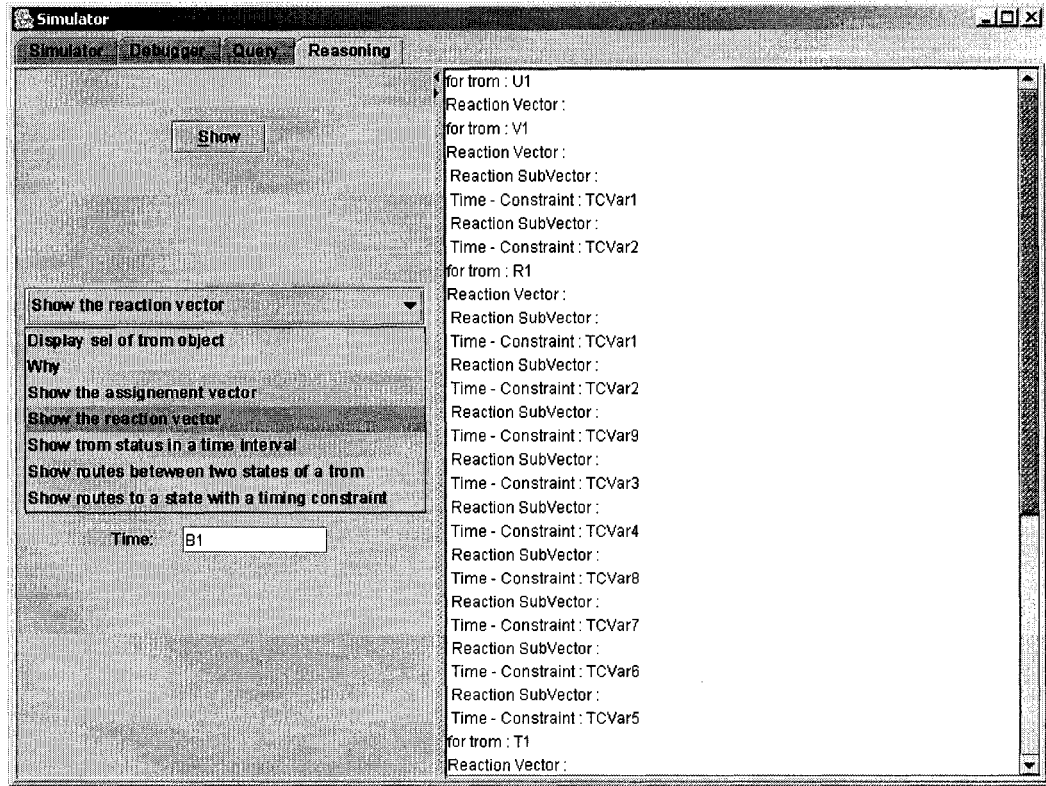 Simulator
Simulator Debugger Query Reasoning
Show
Show the reaction vector
Display sel of trom object
Why
Show the assignement vector
Show the reaction vector
Show trom status in a time interval
Show routes beteween two states of a trom
Show routes to a state with a timing constraint
Time: B1
for trom : U1
Reaction Vector :
for trom : V1
Reaction Vector :
Reaction SubVector :
Time - Constraint : TCVar1
Reaction SubVector :
Time - Constraint : TCVar2
for trom : R1
Reaction Vector :
Reaction SubVector :
Time - Constraint : TCVar1
Reaction SubVector :
Time - Constraint : TCVar2
Reaction SubVector :
Time - Constraint : TCVar9
Reaction SubVector :
Time - Constraint : TCVar3
Reaction SubVector :
Time - Constraint : TCVar4
Reaction SubVector :
Time - Constraint : TCVar8
Reaction SubVector :
Time - Constraint : TCVar7
Reaction SubVector :
Time - Constraint : TCVar6
Reaction SubVector :
Time - Constraint : TCVar5
for trom : T1
Reaction Vector :